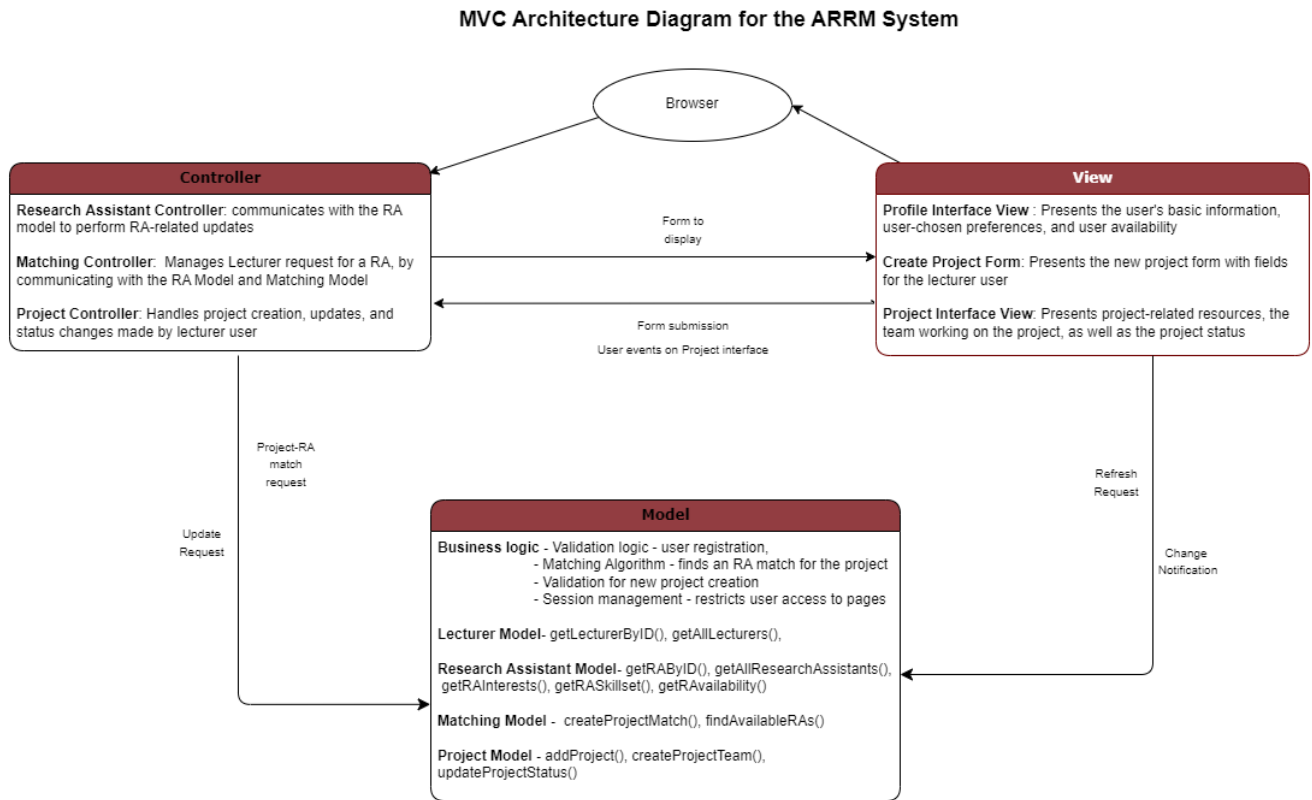 MVC Architecture Diagram for the ARRM System
Browser
Controller
Research Assistant Controller: communicates with the RA
model to perform RA-related updates
Matching Controller: Manages Lecturer request for a RA, by
communicating with the RA Model and Matching Model
Project Controller: Handles project creation, updates, and
status changes made by lecturer user
Form to
display
Form submission
User events on Project interface
View
Profile Interface View : Presents the user's basic information,
user-chosen preferences, and user availability
Create Project Form: Presents the new project form with fields
for the lecturer user
Project Interface View: Presents project-related resources, the
team working on the project, as well as the project status
Project-RA
match
request
Update
Request
Refresh
Request
Change
Notification
Model
Business logic - Validation logic - user registration,
- Matching Algorithm - finds an RA match for the project
- Validation for new project creation
- Session management - restricts user access to pages
Lecturer Model- getLecturerByID(), getAllLecturers(),
Research Assistant Model- getRAByID(), getAllResearchAssistants(),
getRAInterests(), getRASkillset(), getRAvailability()
Matching Model - createProjectMatch(), findAvailableRAs()
Project Model - addProject(), createProjectTeam(),
updateProjectStatus()